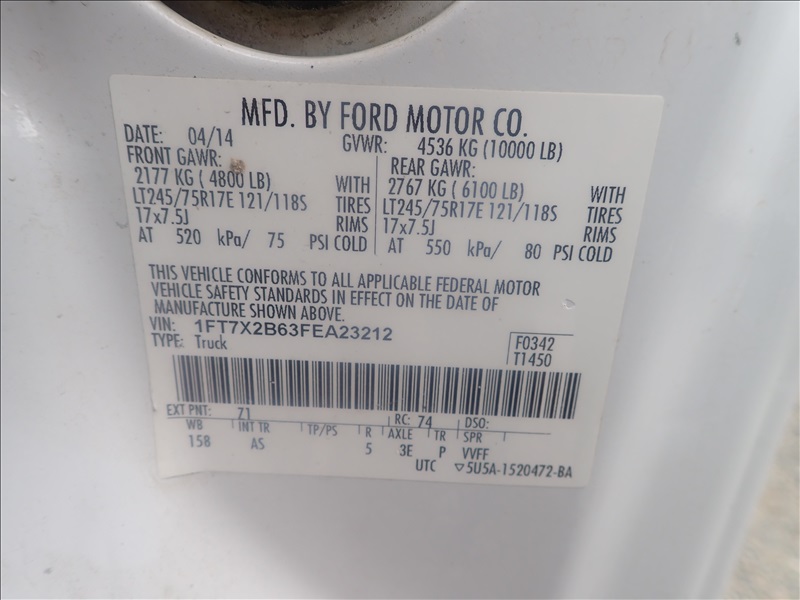 MFD. BY FORD MOTOR CO.
DATE: 04/14 GVWR: 4536 KG (10000 LB)
FRONT GAWR: REAR GAWR:
2177 KG ( 4800 LB) WITH 2767 KG ( 6100 LB) WITH
LT245/75R17E 121/118S TIRES LT245/75R17E 121/118S TIRES
17x7.5J RIMS 17x7.5J RIMS
AT 520 kPa/ 75 PSI COLD AT 550 kPa/ 80 PSI COLD
THIS VEHICLE CONFORMS TO ALL APPLICABLE FEDERAL MOTOR
VEHICLE SAFETY STANDARDS IN EFFECT ON THE DATE OF
MANUFACTURE SHOWN ABOVE.
VIN: 1FT7X2B63FEA23212 F0342
TYPE: Truck T1450
EXT PNT: Z1 RC: 74 DSO:
WB INT TR TP/PS R AXLE TR SPR
158 AS 5 3E P VVFF
UTC ▽5U5A-1520472-BA